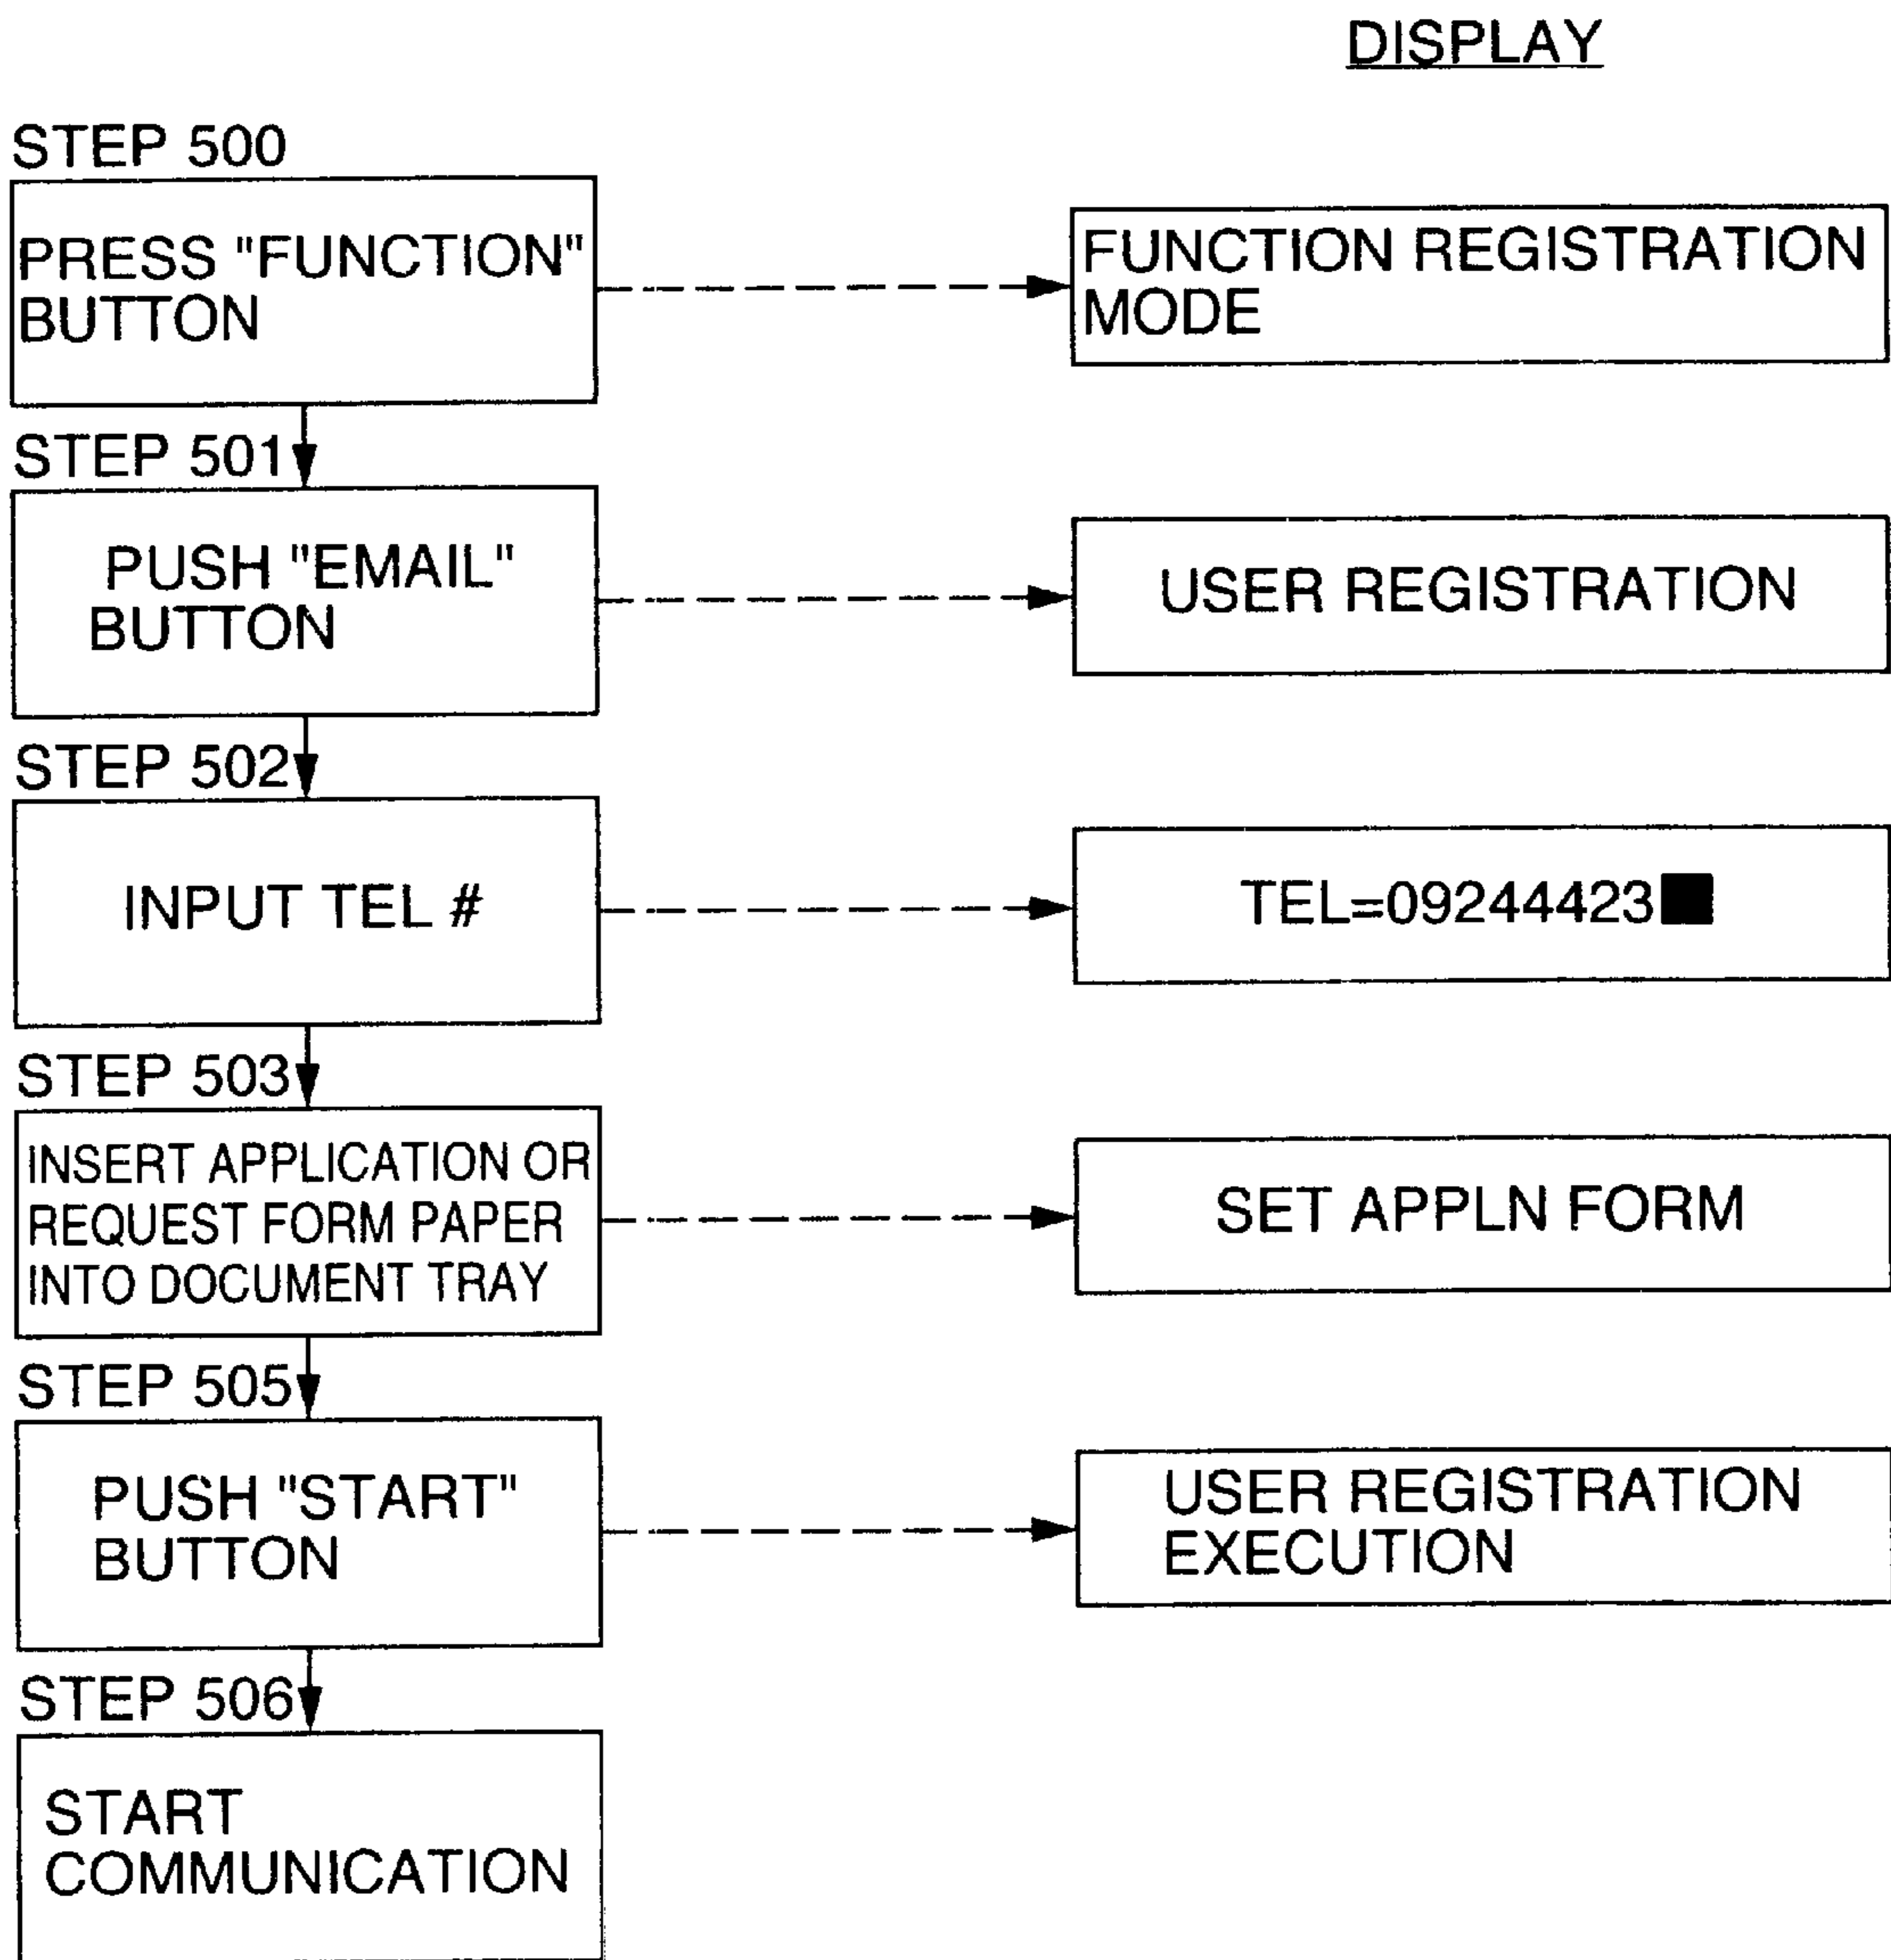 DISPLAY
STEP 500
PRESS "FUNCTION"
BUTTON
FUNCTION REGISTRATION
MODE
STEP 501
PUSH "EMAIL"
BUTTON
USER REGISTRATION
STEP 502
INPUT TEL #
TEL=09244423■
STEP 503
INSERT APPLICATION OR
REQUEST FORM PAPER
INTO DOCUMENT TRAY
SET APPLN FORM
STEP 505
PUSH "START"
BUTTON
USER REGISTRATION
EXECUTION
STEP 506
START
COMMUNICATION